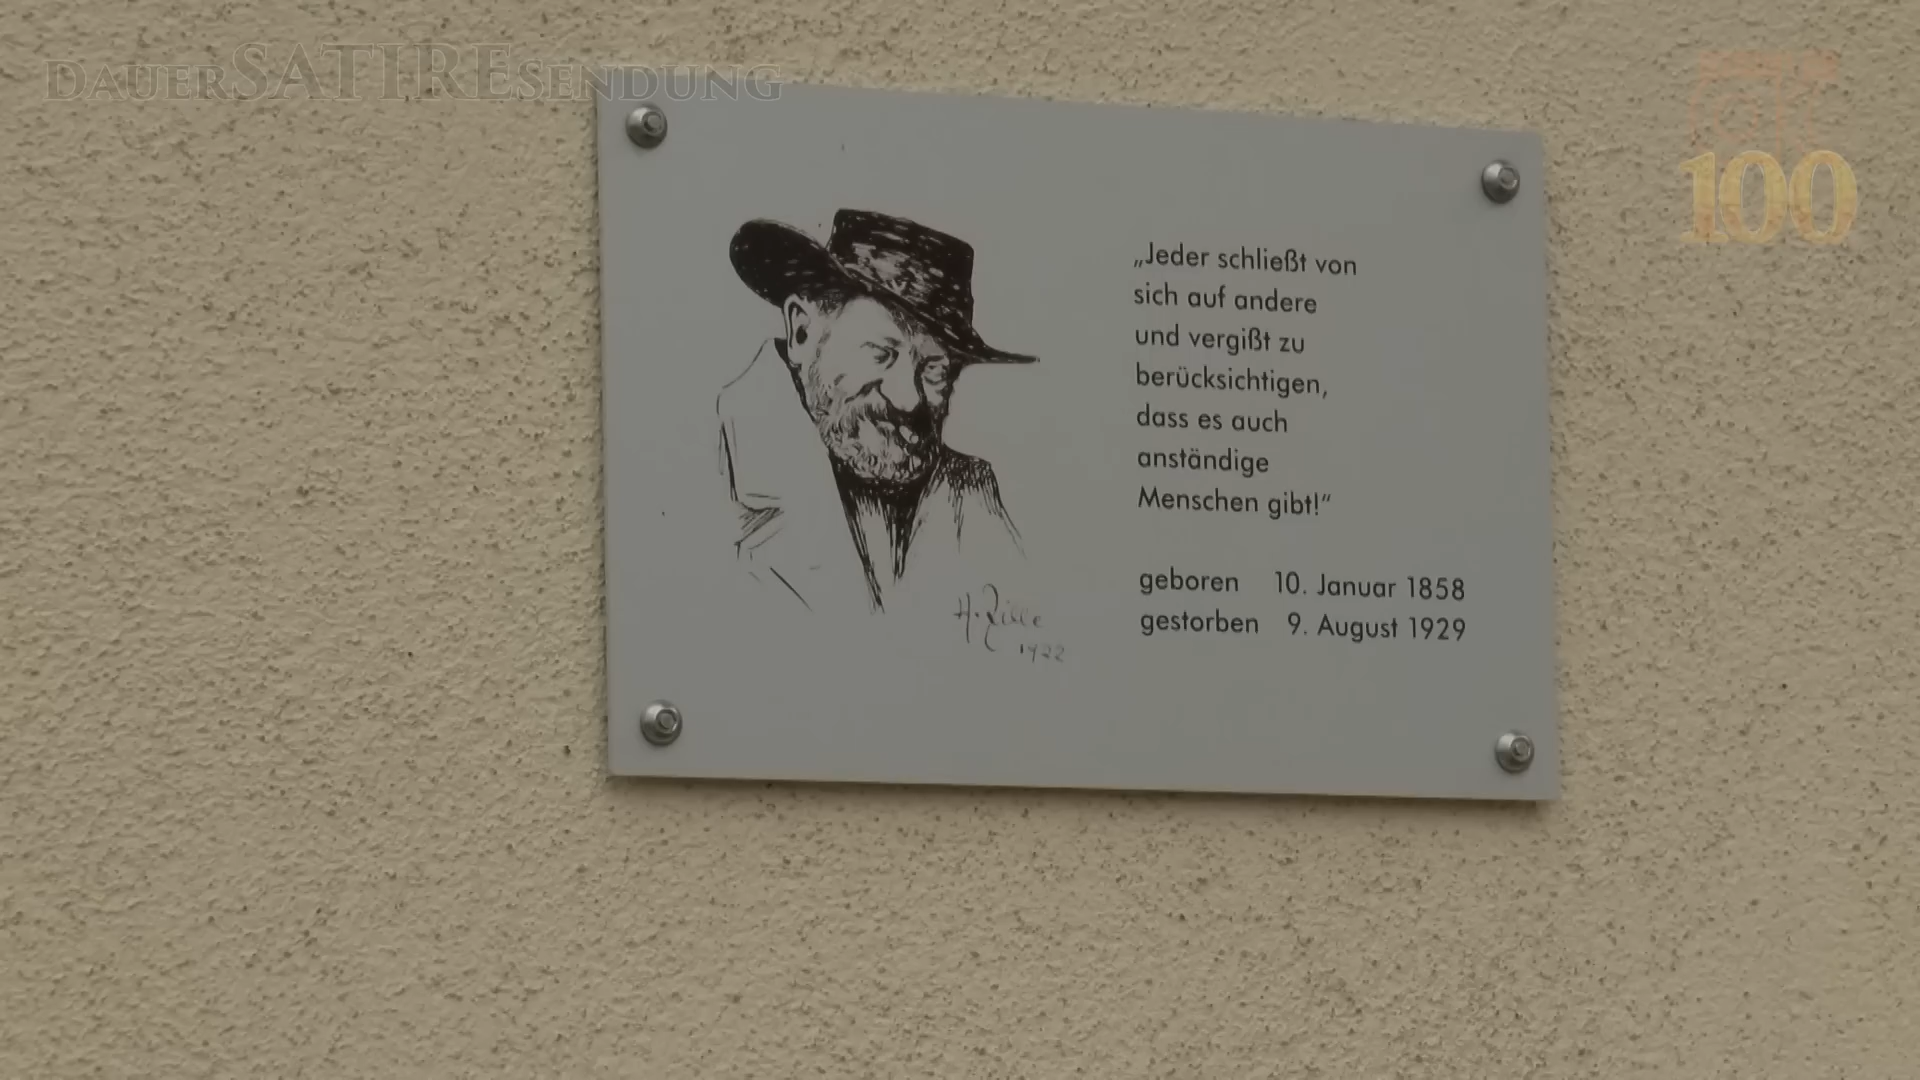 DAUERSATIRESENDUNG
100
„Jeder schließt von
sich auf andere
und vergißt zu
berücksichtigen,
dass es auch
anständige
Menschen gibt!“
geboren 10. Januar 1858
gestorben 9. August 1929
H. Zille
1922